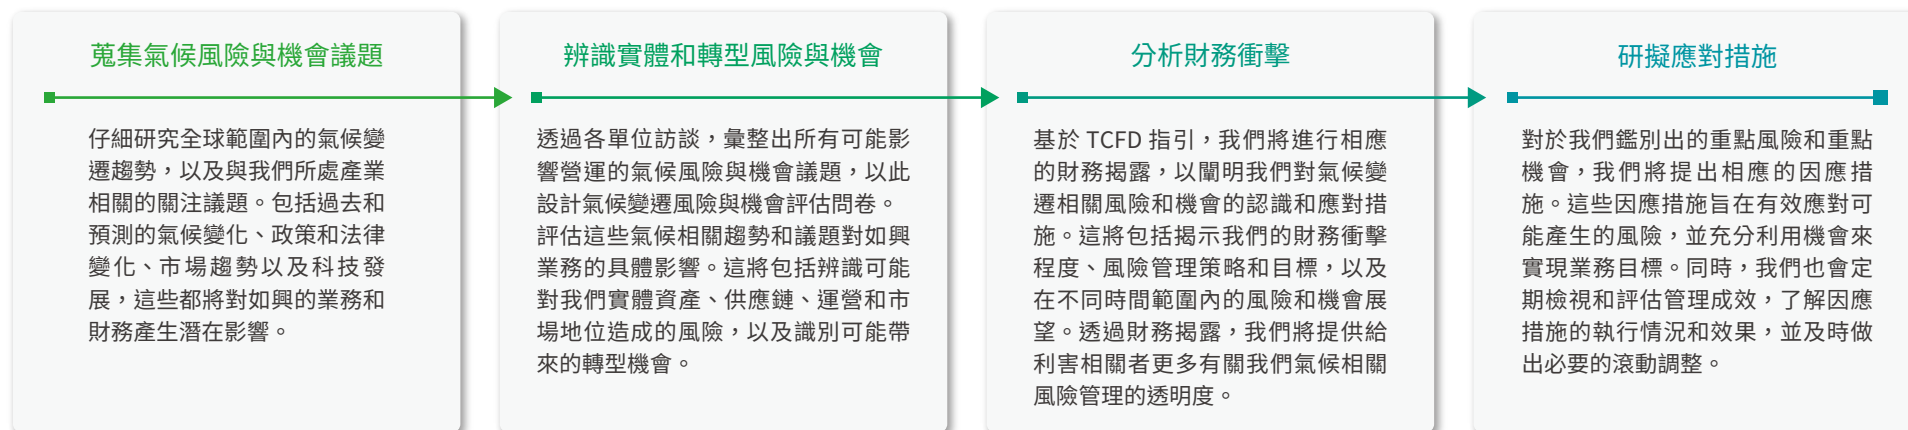 蒐集氣候風險與機會議題
仔細研究全球範圍內的氣候變
遷趨勢，以及與我們所處產業
相關的關注議題。包括過去和
預測的氣候變化、政策和法律
變化、市場趨勢以及科技發
展，這些都將對如興的業務和
財務產生潛在影響。
辨識實體和轉型風險與機會
透過各單位訪談，彙整出所有可能影
響營運的氣候風險與機會議題，以此
設計氣候變遷風險與機會評估問卷。
評估這些氣候相關趨勢和議題對如興
業務的具體影響。這將包括辨識可能
對我們實體資產、供應鏈、運營和市
場地位造成的風險，以及識別可能帶
來的轉型機會。
分析財務衝擊
基於 TCFD 指引，我們將進行相應
的財務揭露，以闡明我們對氣候變
遷相關風險和機會的認識和應對措
施。這將包括揭示我們的財務衝擊
程度、風險管理策略和目標，以及
在不同時間範圍內的風險和機會展
望。透過財務揭露，我們將提供給
利害相關者更多有關我們氣候相關
風險管理的透明度。
研擬應對措施
對於我們鑑別出的重點風險和重點
機會，我們將提出相應的因應措
施。這些因應措施旨在有效應對可
能產生的風險，並充分利用機會來
實現業務目標。同時，我們也會定
期檢視和評估管理成效，了解因應
措施的執行情況和效果，並及時做
出必要的滾動調整。